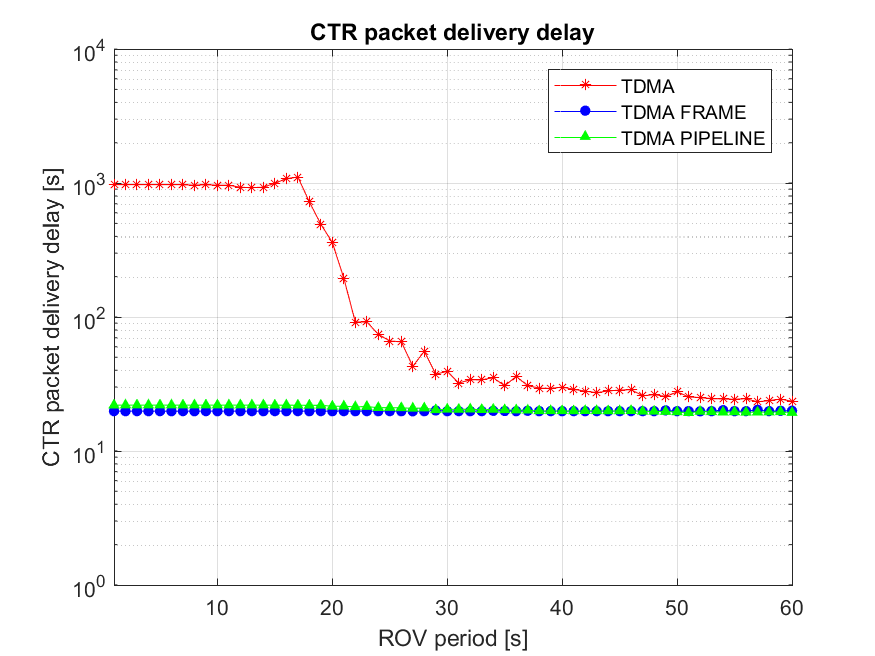 CTR packet delivery delay
10^4
10^3
10^2
10^1
10^0
CTR packet delivery delay [s]
TDMA
TDMA FRAME
TDMA PIPELINE
10
20
30
40
50
60
ROV period [s]